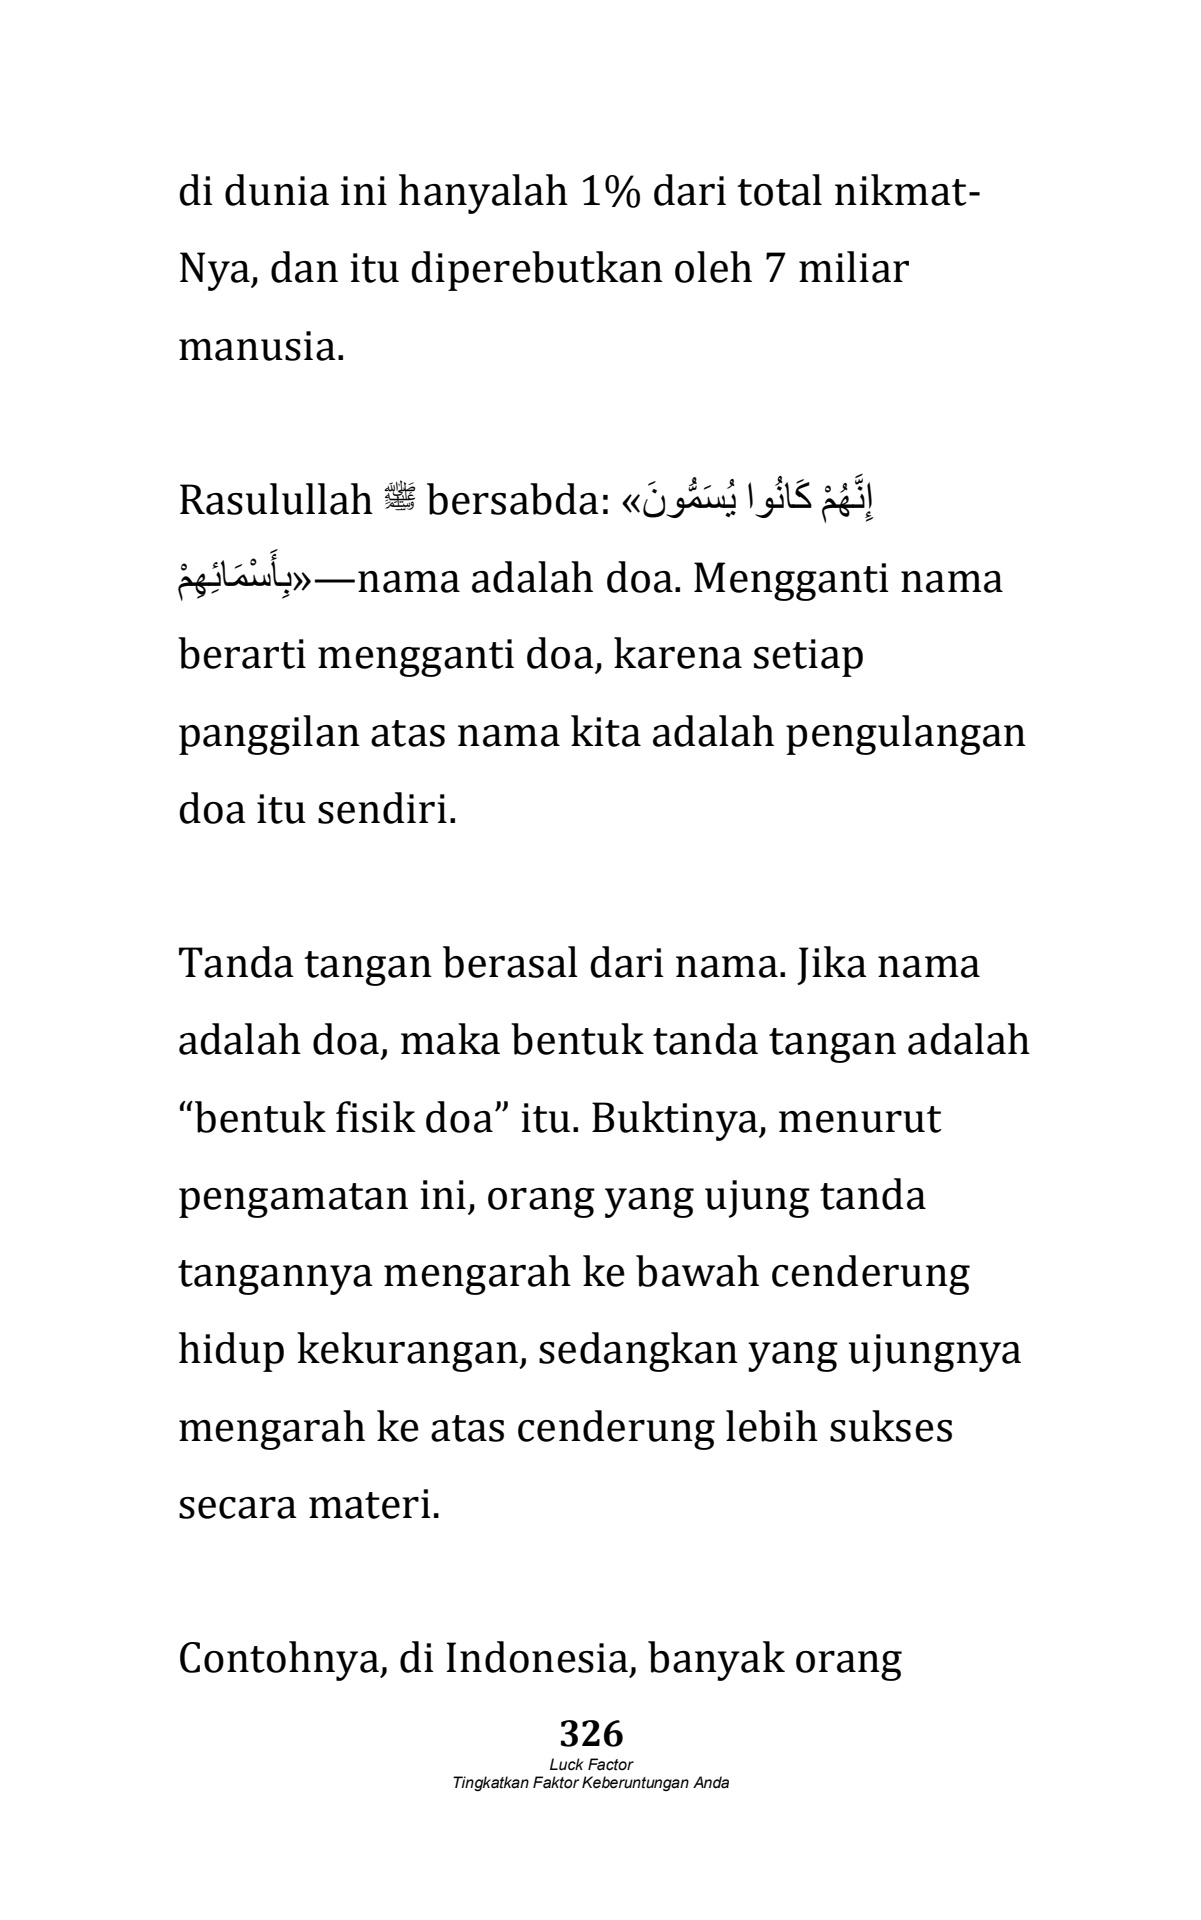 di dunia ini hanyalah 1% dari total nikmat-
Nya, dan itu diperebutkan oleh 7 miliar
manusia.
Rasulullah ﷺ bersabda: «إِنَّهُمْ كَانُوا يُسَمُّونَ
بِأَسْمَائِهِمْ»—nama adalah doa. Mengganti nama
berarti mengganti doa, karena setiap
panggilan atas nama kita adalah pengulangan
doa itu sendiri.
Tanda tangan berasal dari nama. Jika nama
adalah doa, maka bentuk tanda tangan adalah
“bentuk fisik doa” itu. Buktinya, menurut
pengamatan ini, orang yang ujung tanda
tangannya mengarah ke bawah cenderung
hidup kekurangan, sedangkan yang ujungnya
mengarah ke atas cenderung lebih sukses
secara materi.
Contohnya, di Indonesia, banyak orang
326
Luck Factor
Tingkatkan Faktor Keberuntungan Anda